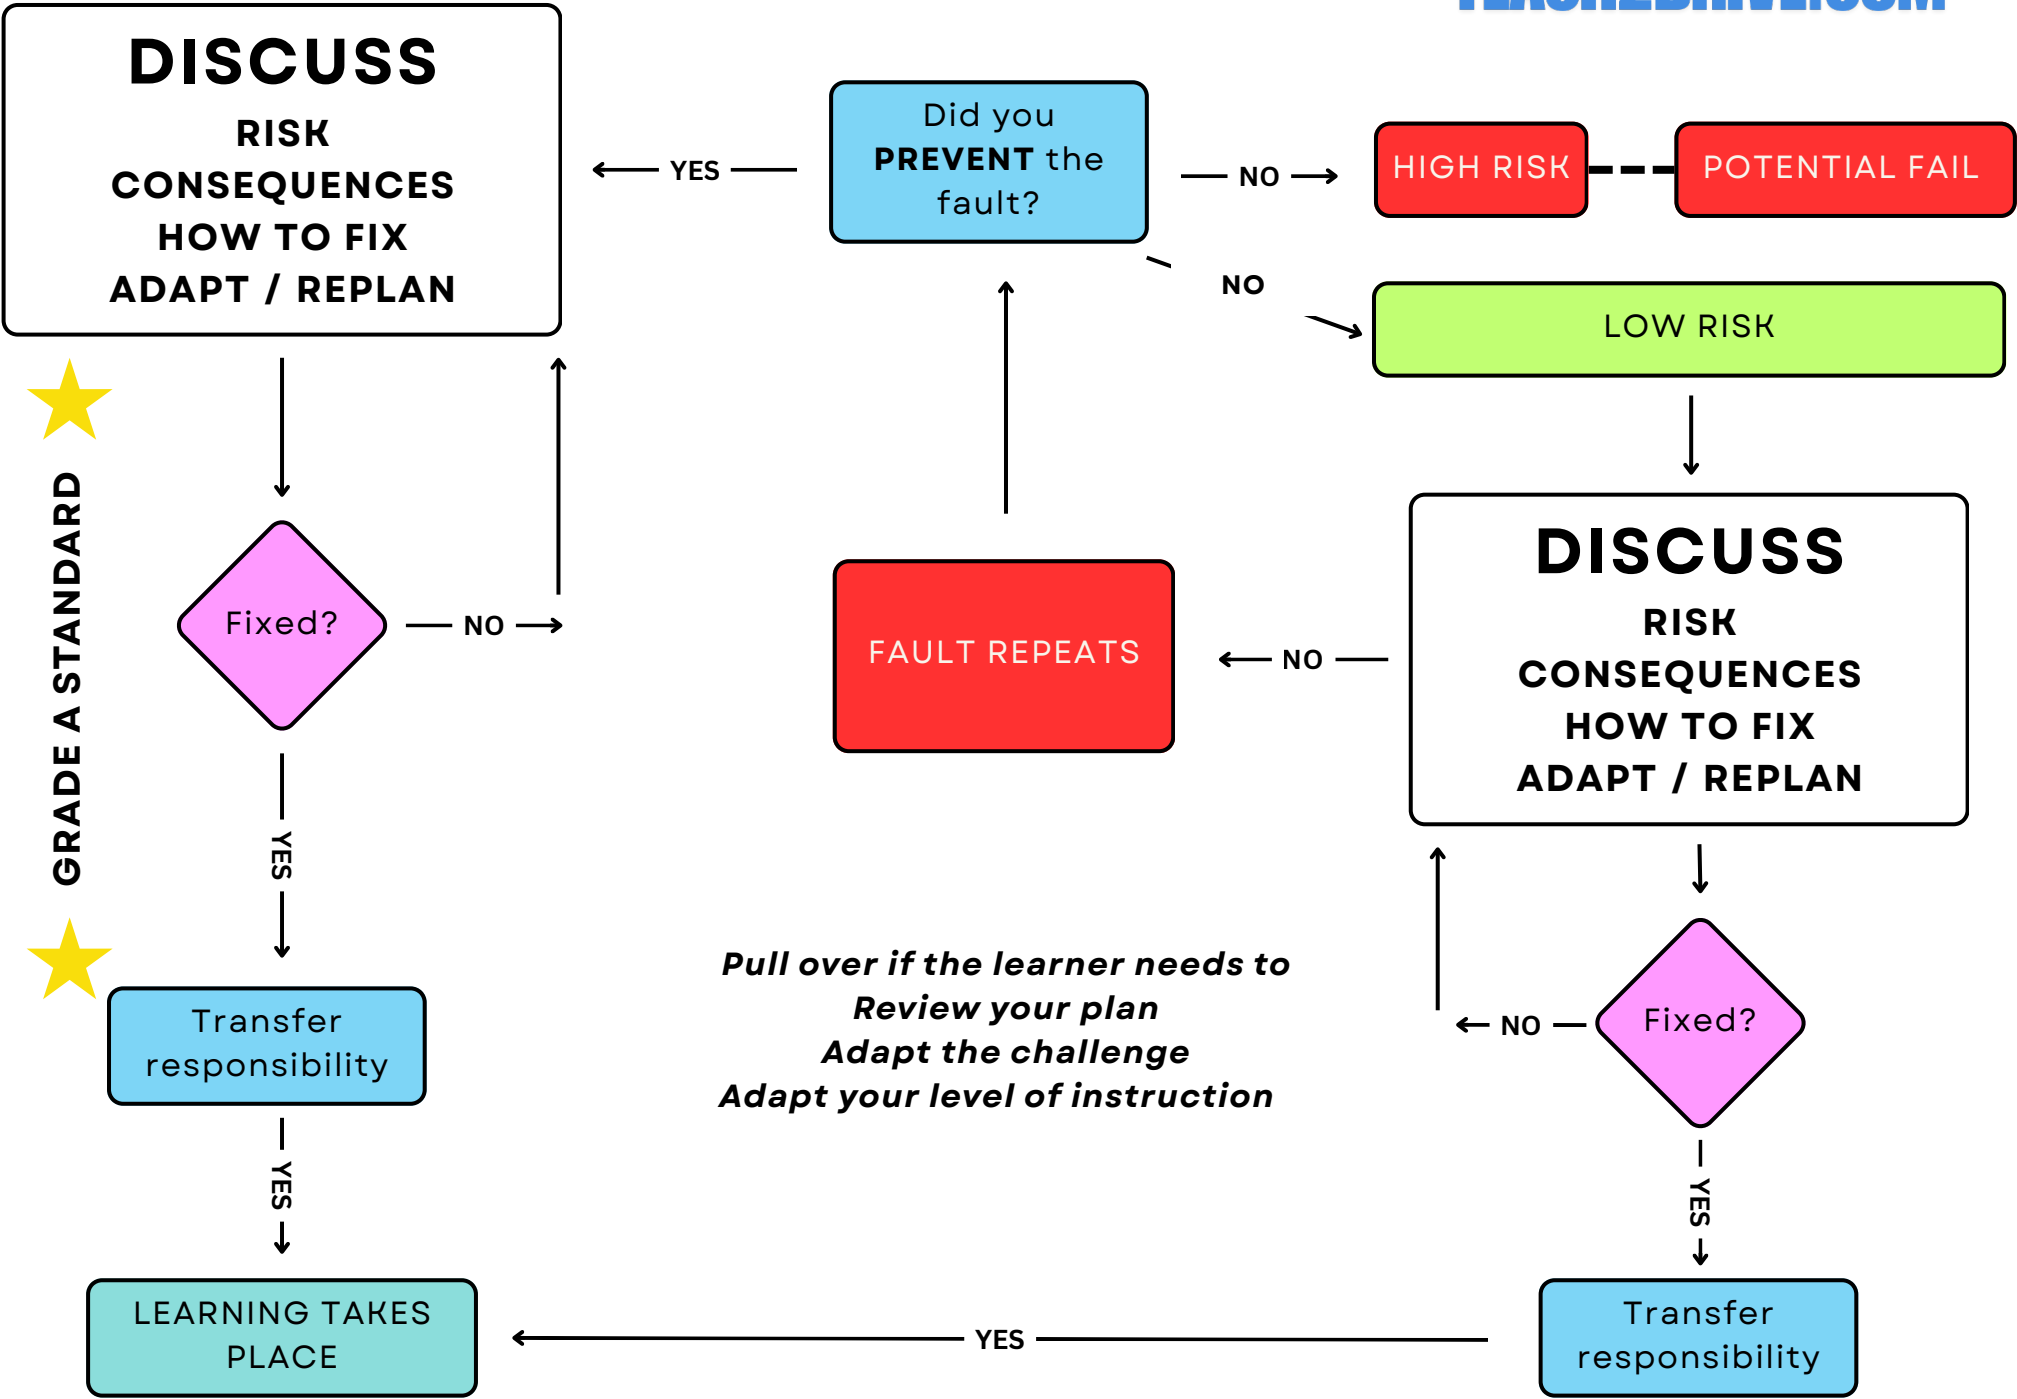 DISCUSS
RISK
CONSEQUENCES
HOW TO FIX
ADAPT / REPLAN
YES
Did you
PREVENT the
fault?
NO
HIGH RISK
POTENTIAL FAIL
NO
LOW RISK
GRADE A STANDARD
Fixed?
NO
YES
Transfer
responsibility
YES
LEARNING TAKES
PLACE
FAULT REPEATS
NO
DISCUSS
RISK
CONSEQUENCES
HOW TO FIX
ADAPT / REPLAN
Fixed?
NO
YES
Transfer
responsibility
YES
Pull over if the learner needs to
Review your plan
Adapt the challenge
Adapt your level of instruction